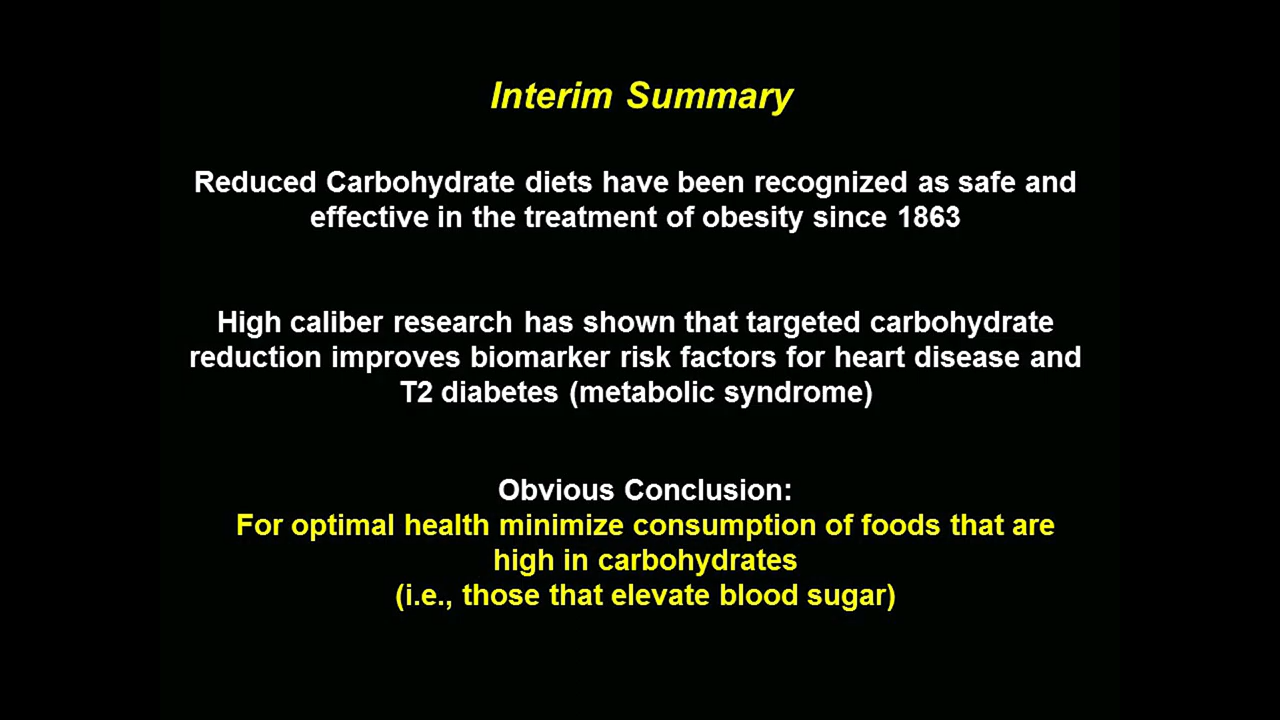 Interim Summary
Reduced Carbohydrate diets have been recognized as safe and
effective in the treatment of obesity since 1863
High caliber research has shown that targeted carbohydrate
reduction improves biomarker risk factors for heart disease and
T2 diabetes (metabolic syndrome)
Obvious Conclusion:
For optimal health minimize consumption of foods that are
high in carbohydrates
(i.e., those that elevate blood sugar)